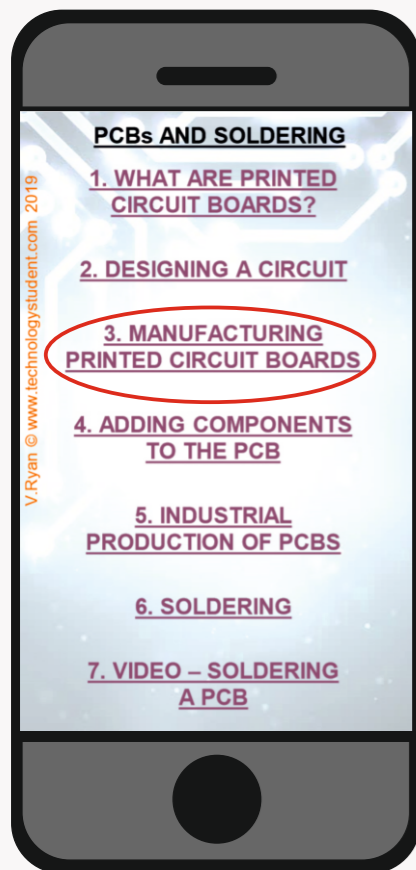 PCBs AND SOLDERING
1. WHAT ARE PRINTED
CIRCUIT BOARDS?
2. DESIGNING A CIRCUIT
3. MANUFACTURING
PRINTED CIRCUIT BOARDS
4. ADDING COMPONENTS
TO THE PCB
5. INDUSTRIAL
PRODUCTION OF PCBS
6. SOLDERING
7. VIDEO – SOLDERING
A PCB
V.Ryan © www.technologystudent.com 2019